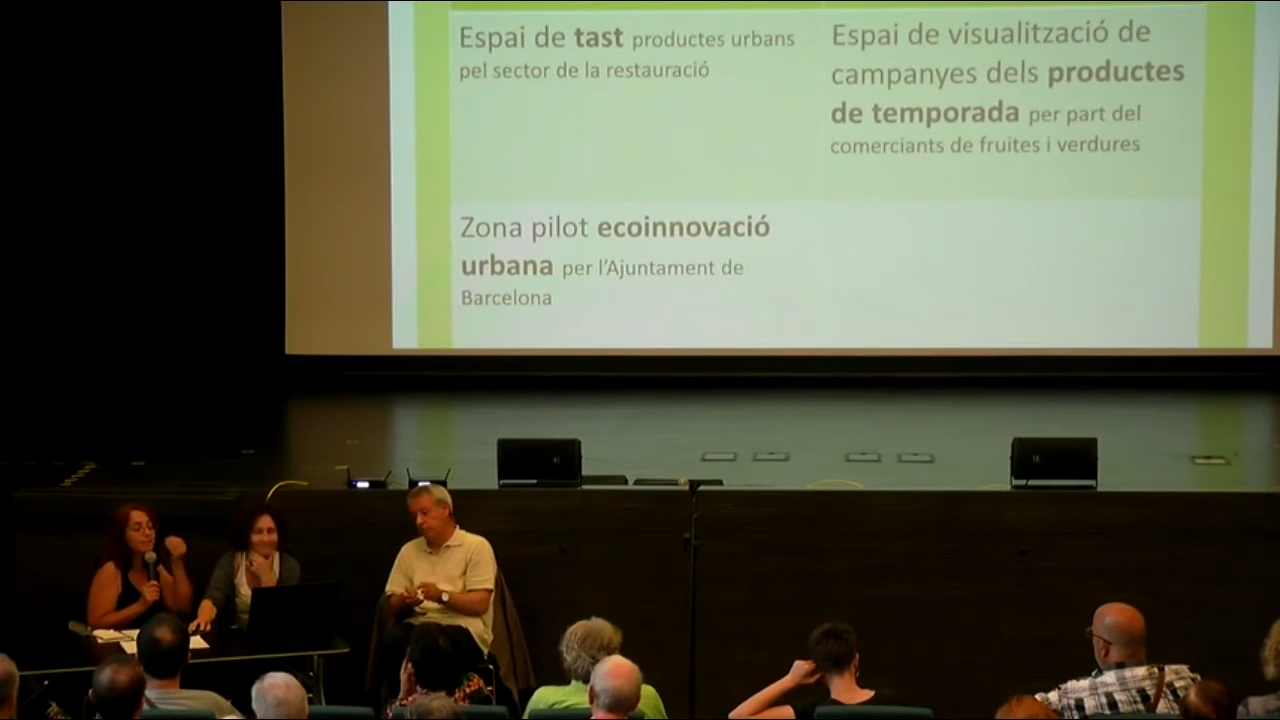 Espai de tast productes urbans
pel sector de la restauració
Espai de visualització de
campanyes dels productes
de temporada per part del
comerciants de fruites i verdures
Zona pilot ecoinnovació
urbana per l'Ajuntament de
Barcelona